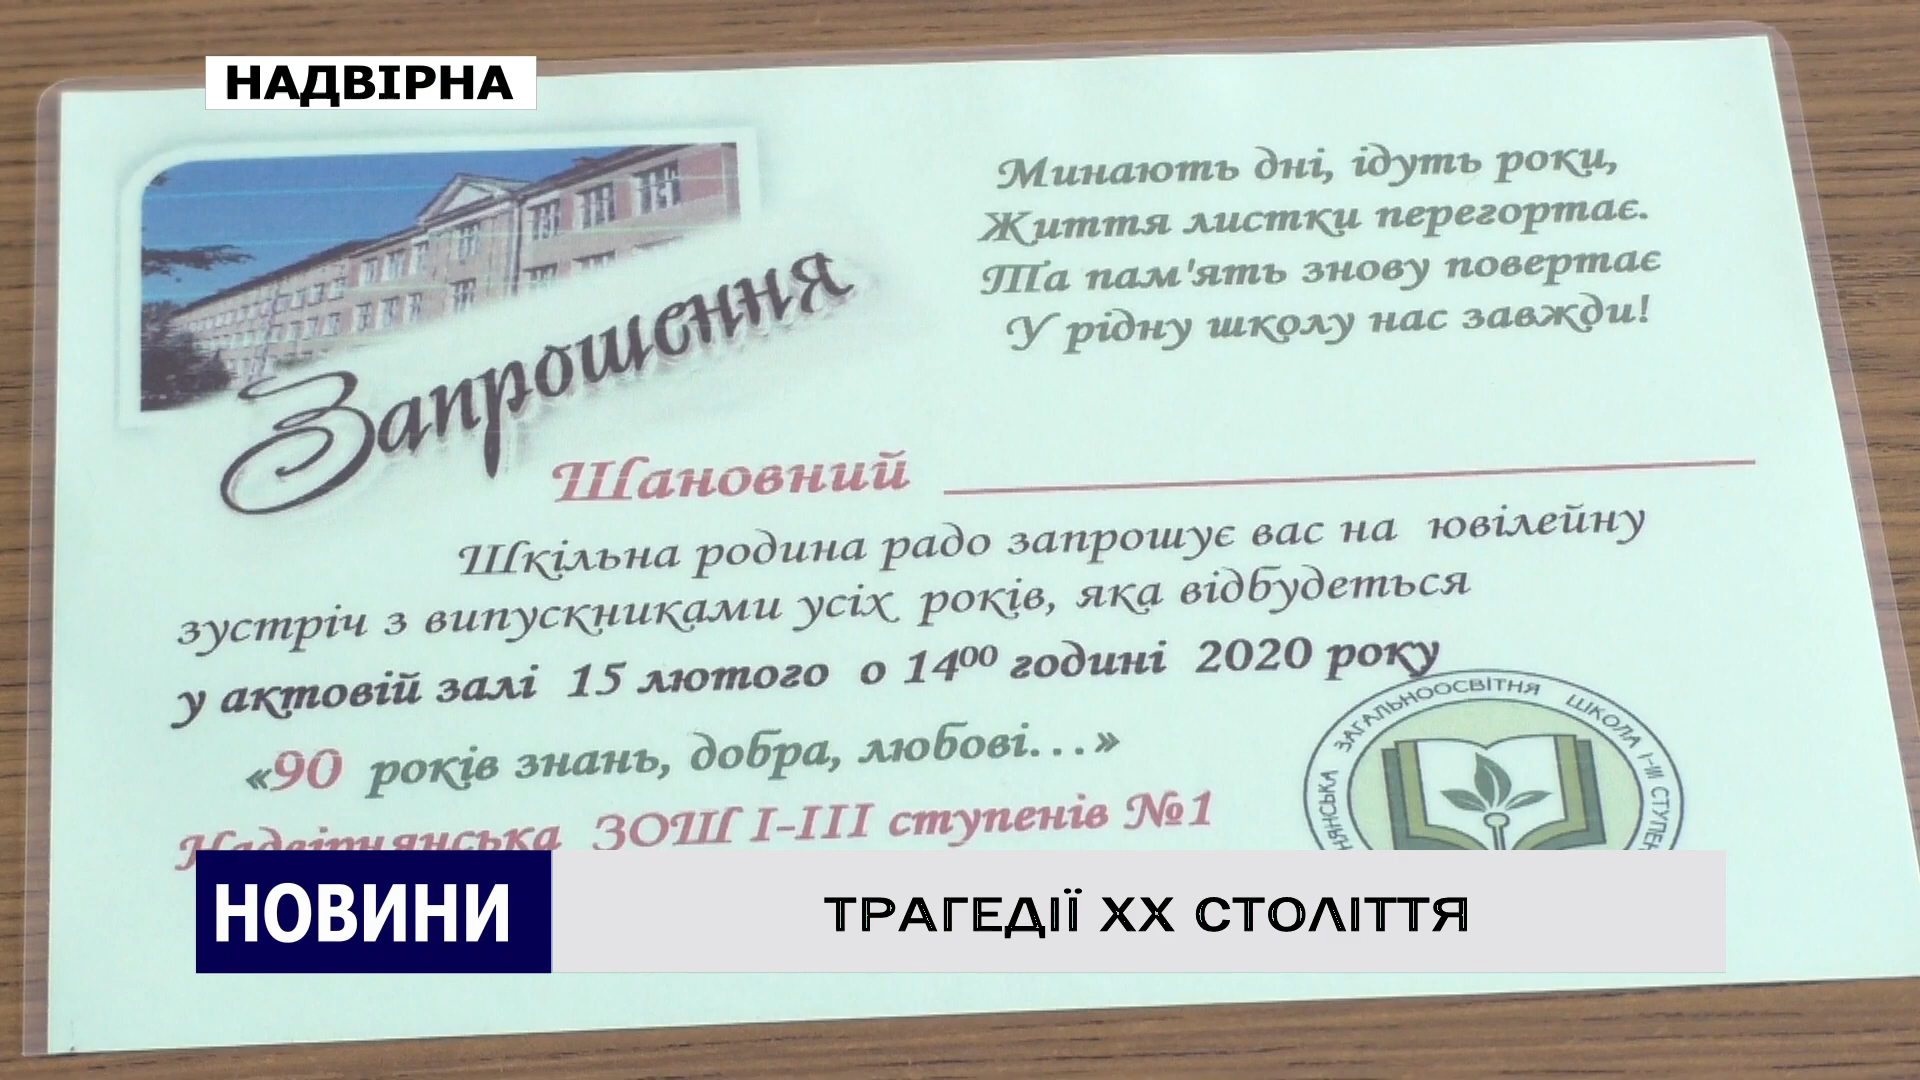 НАДВІРНА
Запрошення
Минають дні, ідуть роки,
Життя листки перегортає.
Та пам'ять знову повертає
У рідну школу нас завжди!
Шановний
Шкільна родина радо запрошує вас на ювілейну
зустріч з випускниками усіх років, яка відбудеться
у актовій залі 15 лютого о 14⁰⁰ годині 2020 року
«90 років знань, добра, любові…»
Надвірнянська ЗОШ І-ІІІ ступенів №1
ЗАГАЛЬНООСВІТНЯ ШКОЛА І-ІІІ
НОВИНИ
ТРАГЕДІЇ ХХ СТОЛІТТЯ